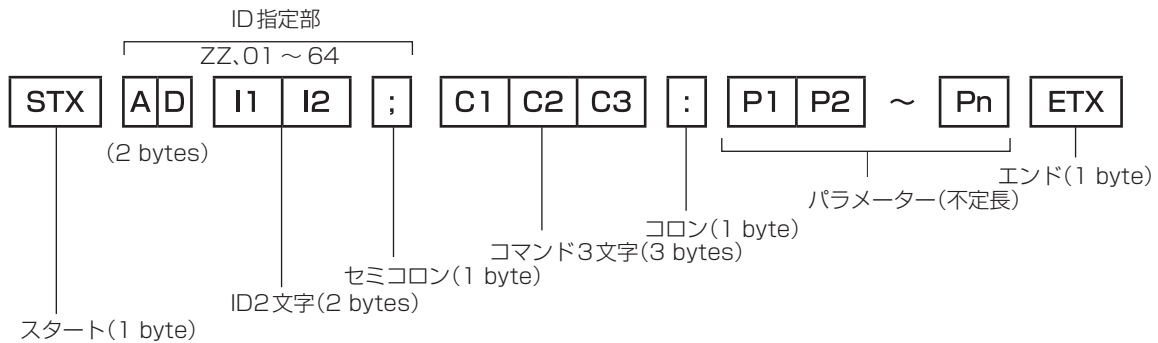 ID指定部
ZZ、01～64
STX AD I1 I2 ; C1 C2 C3 : P1 P2 ～ Pn ETX
(2 bytes)
エンド(1 byte)
パラメーター(不定長)
コロン(1 byte)
コマンド3文字(3 bytes)
セミコロン(1 byte)
ID2文字(2 bytes)
スタート(1 byte)